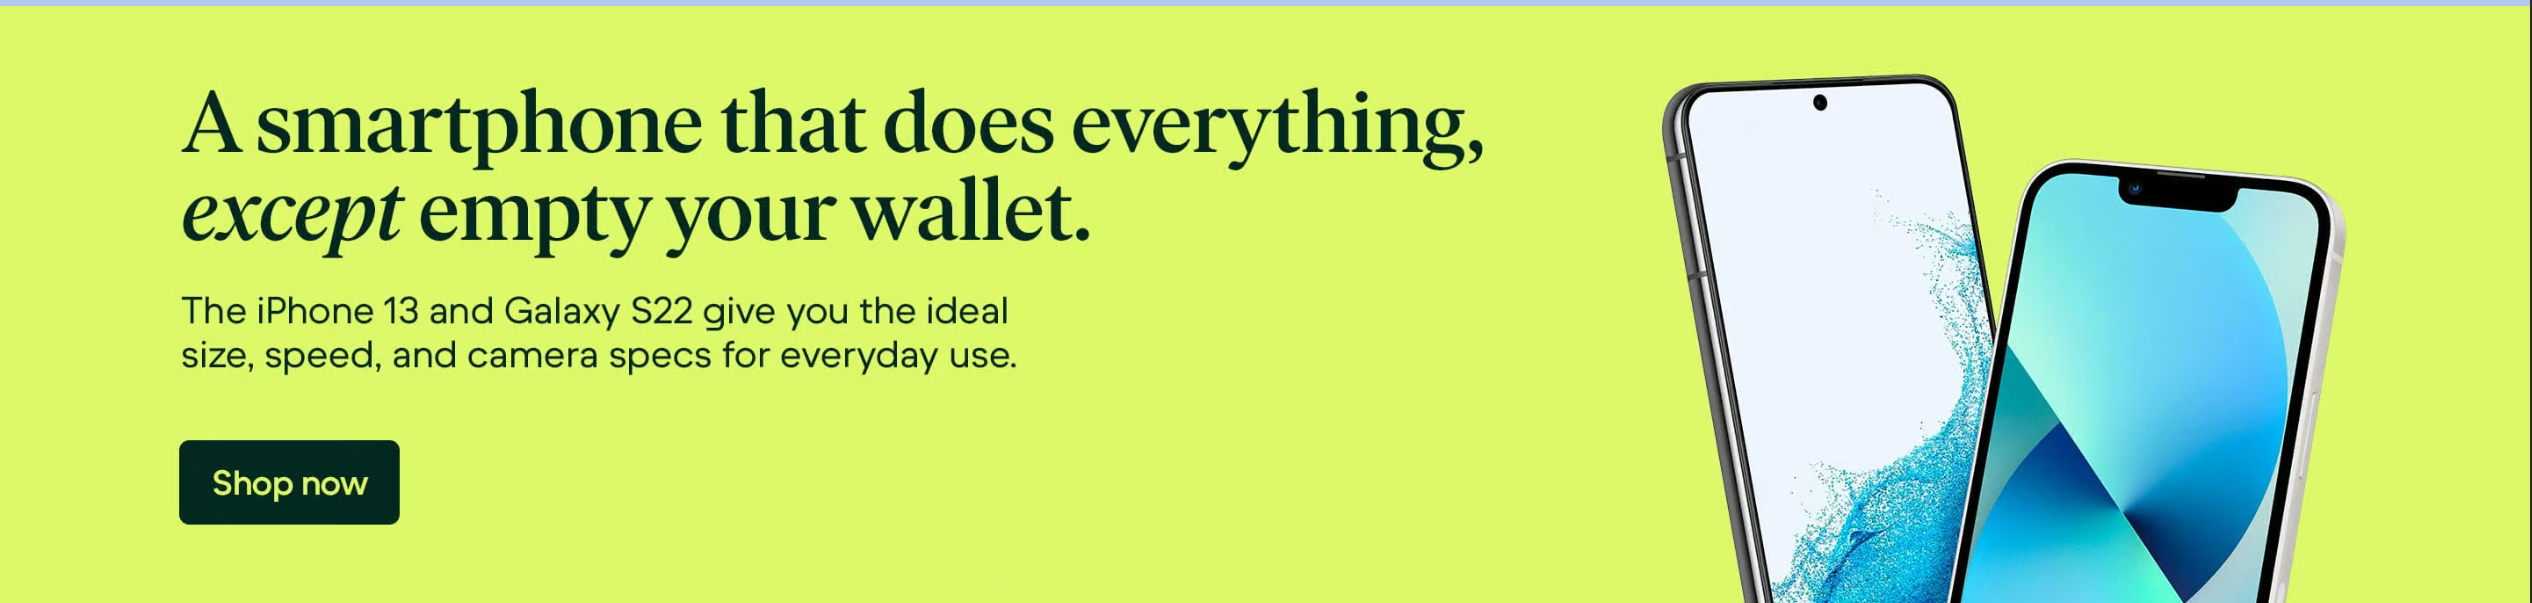 A smartphone that does everything,
except empty your wallet.
The iPhone 13 and Galaxy S22 give you the ideal
size, speed, and camera specs for everyday use.
Shop now